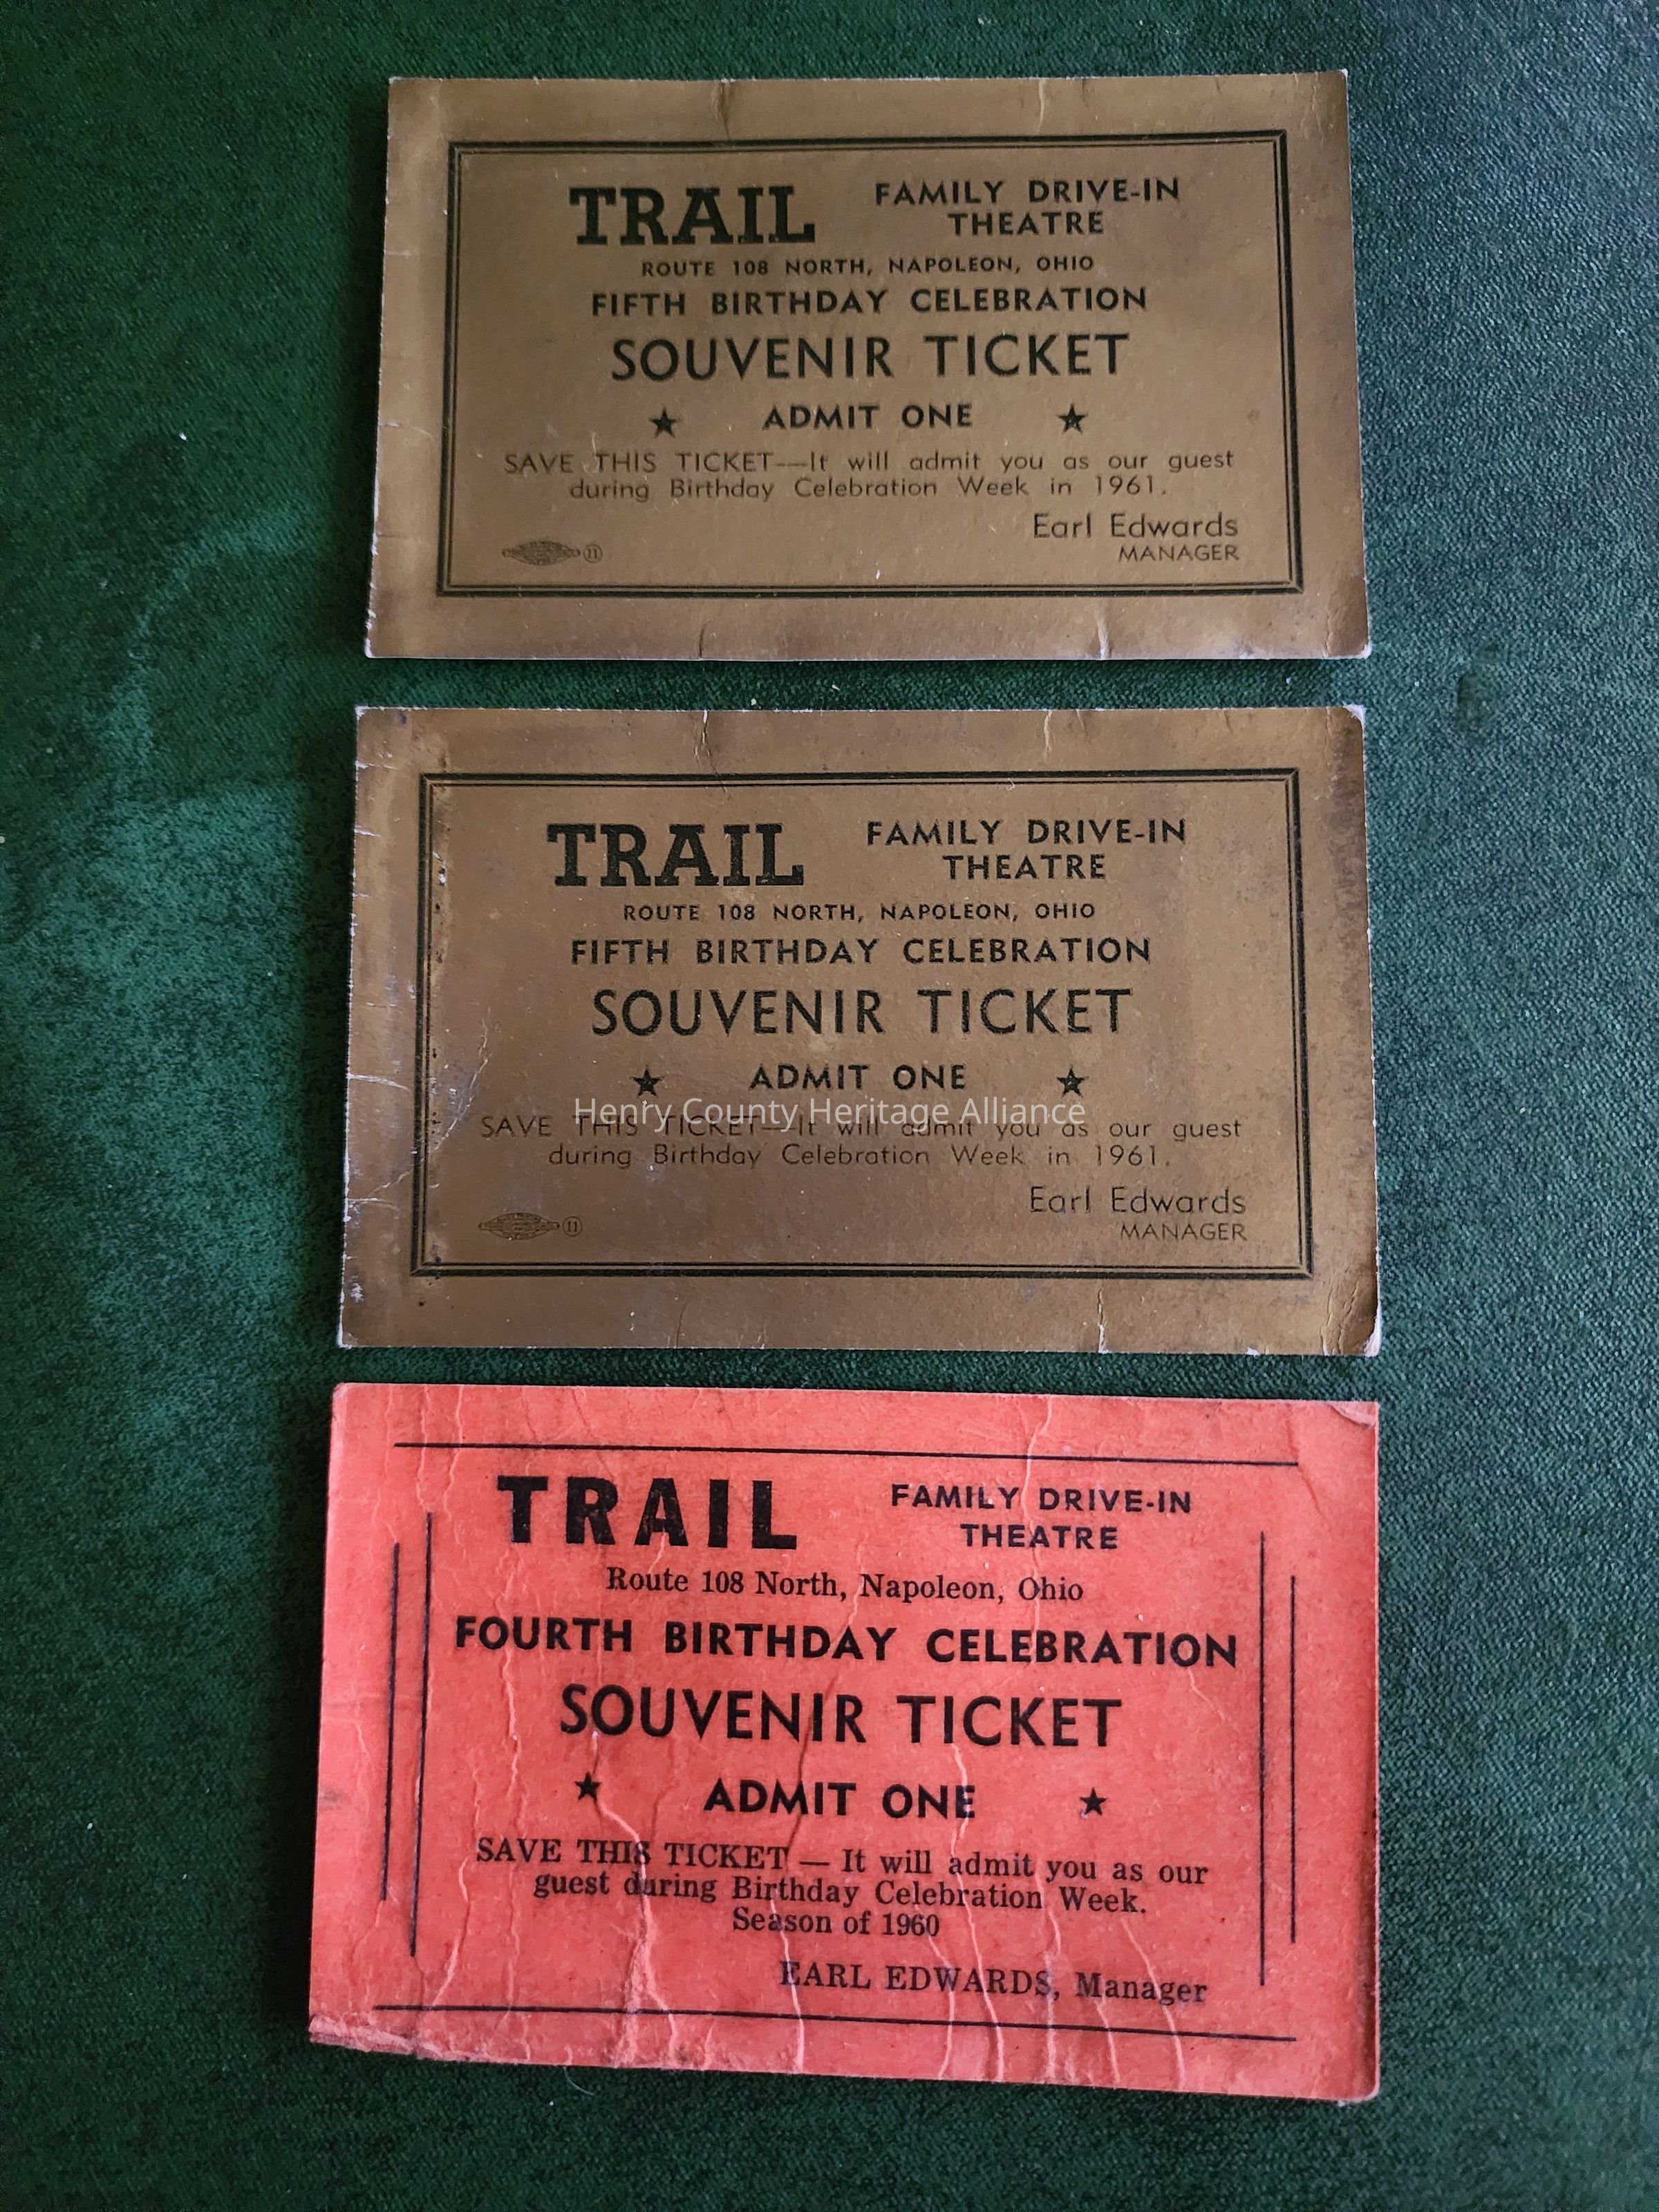 TRAIL FAMILY DRIVE-IN
THEATRE
ROUTE 108 NORTH, NAPOLEON, OHIO
FIFTH BIRTHDAY CELEBRATION
SOUVENIR TICKET
★ ADMIT ONE ★
SAVE THIS TICKET—It will admit you as our guest
during Birthday Celebration Week in 1961.
Earl Edwards
MANAGER
11
TRAIL FAMILY DRIVE-IN
THEATRE
ROUTE 108 NORTH, NAPOLEON, OHIO
FIFTH BIRTHDAY CELEBRATION
SOUVENIR TICKET
★ ADMIT ONE ★
Henry County Heritage Alliance
SAVE THIS TICKET—It will admit you as our guest
during Birthday Celebration Week in 1961.
Earl Edwards
MANAGER
11
TRAIL FAMILY DRIVE-IN
THEATRE
Route 108 North, Napoleon, Ohio
FOURTH BIRTHDAY CELEBRATION
SOUVENIR TICKET
★ ADMIT ONE ★
SAVE THIS TICKET — It will admit you as our
guest during Birthday Celebration Week.
Season of 1960
EARL EDWARDS, Manager